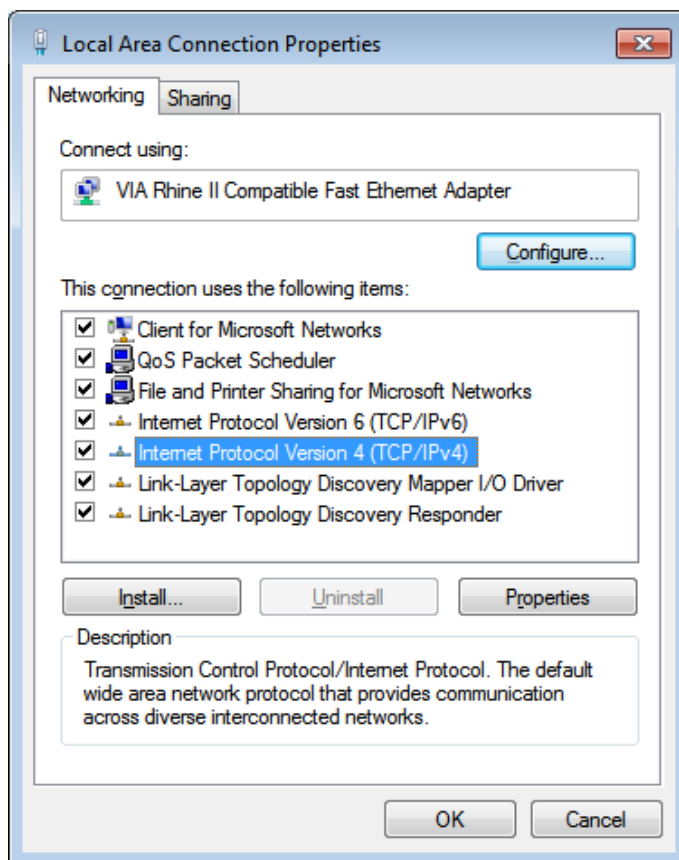 Local Area Connection Properties
Networking
Sharing
Connect using:
VIA Rhine II Compatible Fast Ethernet Adapter
Configure...
This connection uses the following items:
Client for Microsoft Networks
QoS Packet Scheduler
File and Printer Sharing for Microsoft Networks
Internet Protocol Version 6 (TCP/IPv6)
Internet Protocol Version 4 (TCP/IPv4)
Link-Layer Topology Discovery Mapper I/O Driver
Link-Layer Topology Discovery Responder
Install...
Uninstall
Properties
Description
Transmission Control Protocol/Internet Protocol. The default
wide area network protocol that provides communication
across diverse interconnected networks.
OK
Cancel